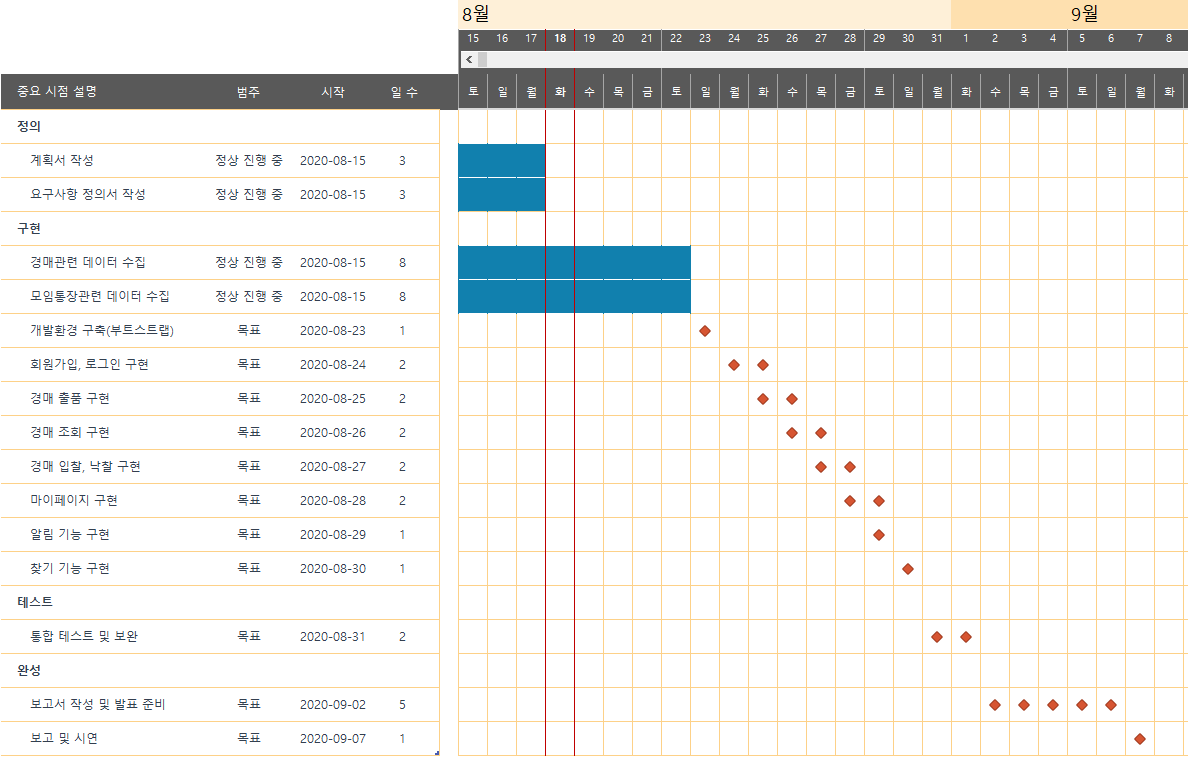 8월 9월
15 16 17 18 19 20 21 22 23 24 25 26 27 28 29 30 31 1 2 3 4 5 6 7 8
중요 시점 설명 범주 시작 일 수 토 일 월 화 수 목 금 토 일 월 화 수 목 금 토 일 월 화 수 목 금 토 일 월 화
정의
계획서 작성 정상 진행 중 2020-08-15 3
요구사항 정의서 작성 정상 진행 중 2020-08-15 3
구현
경매관련 데이터 수집 정상 진행 중 2020-08-15 8
모임통장관련 데이터 수집 정상 진행 중 2020-08-15 8
개발환경 구축(부트스트랩) 목표 2020-08-23 1
회원가입, 로그인 구현 목표 2020-08-24 2
경매 출품 구현 목표 2020-08-25 2
경매 조회 구현 목표 2020-08-26 2
경매 입찰, 낙찰 구현 목표 2020-08-27 2
마이페이지 구현 목표 2020-08-28 2
알림 기능 구현 목표 2020-08-29 1
찾기 기능 구현 목표 2020-08-30 1
테스트
통합 테스트 및 보완 목표 2020-08-31 2
완성
보고서 작성 및 발표 준비 목표 2020-09-02 5
보고 및 시연 목표 2020-09-07 1